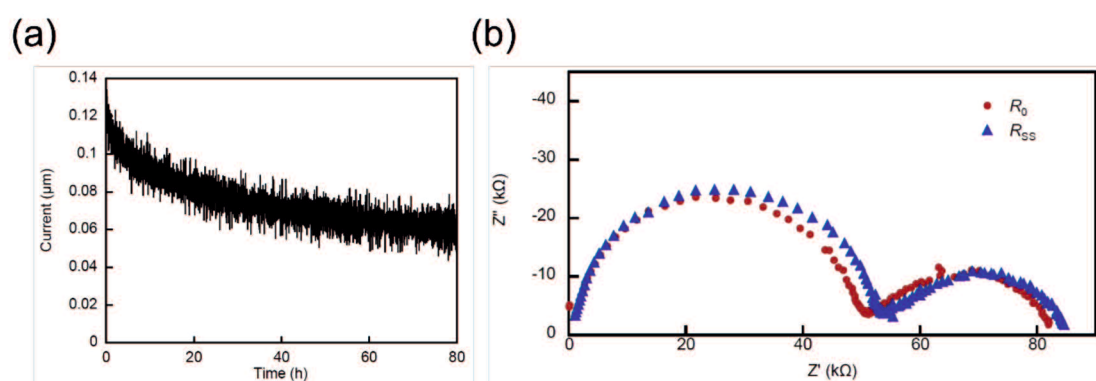 (a)
(b)
0.14
0.12
0.1
0.08
0.06
0.04
0.02
0
0 20 40 60 80
Current (μm)
Time (h)
-40
-30
-20
-10
0
0 20 40 60 80
Z'' (kΩ)
Z' (kΩ)
R0
RSS